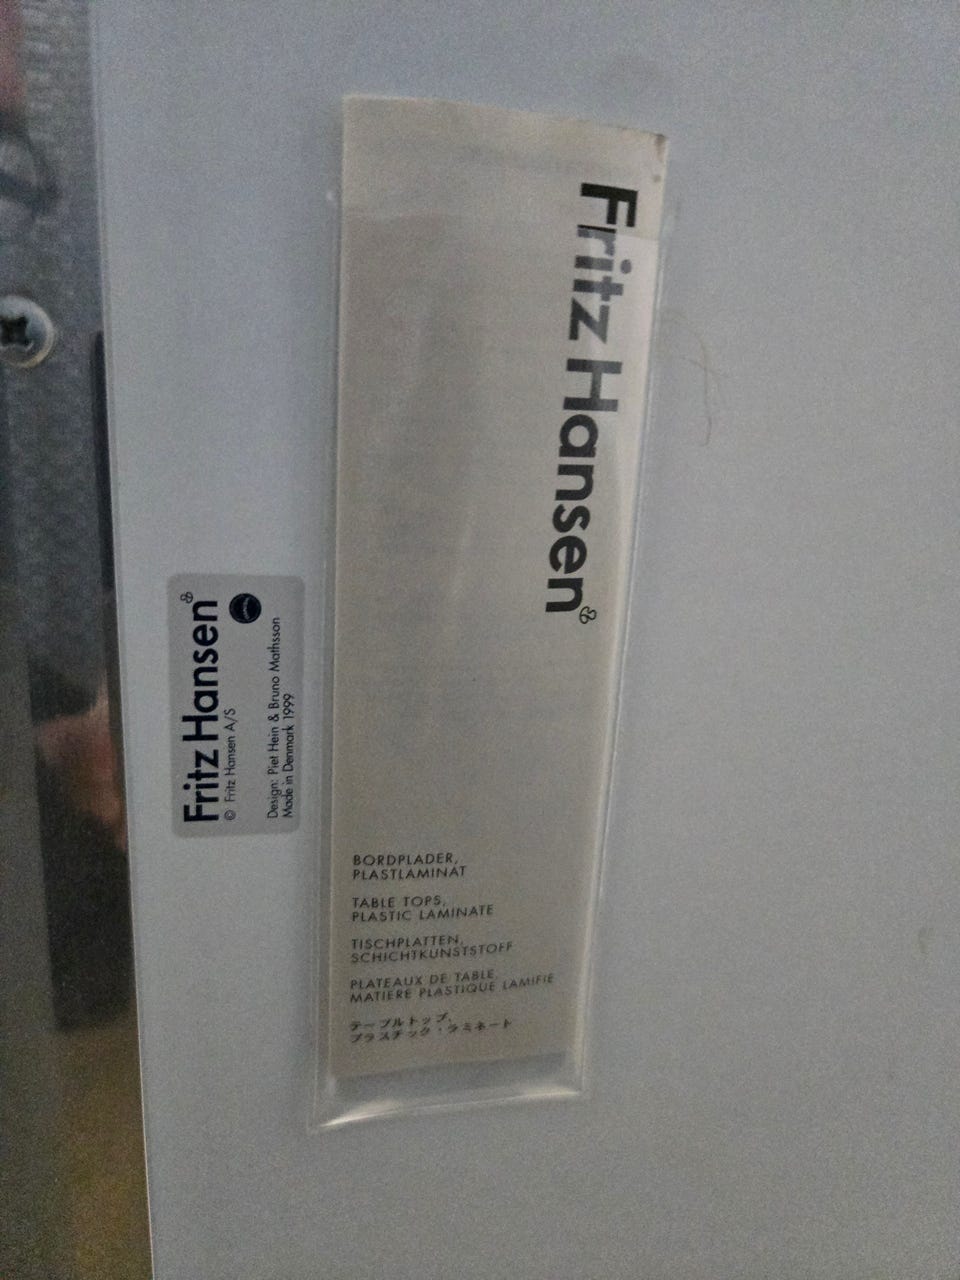 Fritz Hansen
© Fritz Hansen A/S
Design: Piet Hein & Bruno Mathsson
Made in Denmark 1999
Fritz Hansen
BORDPLADER,
PLASTLAMINAT
TABLE TOPS,
PLASTIC LAMINATE
TISCHPLATTEN,
SCHICHTKUNSTSTOFF
PLATEAUX DE TABLE,
MATIERE PLASTIQUE LAMIFIE
テーブルトップ,
プラスチック・ラミネート